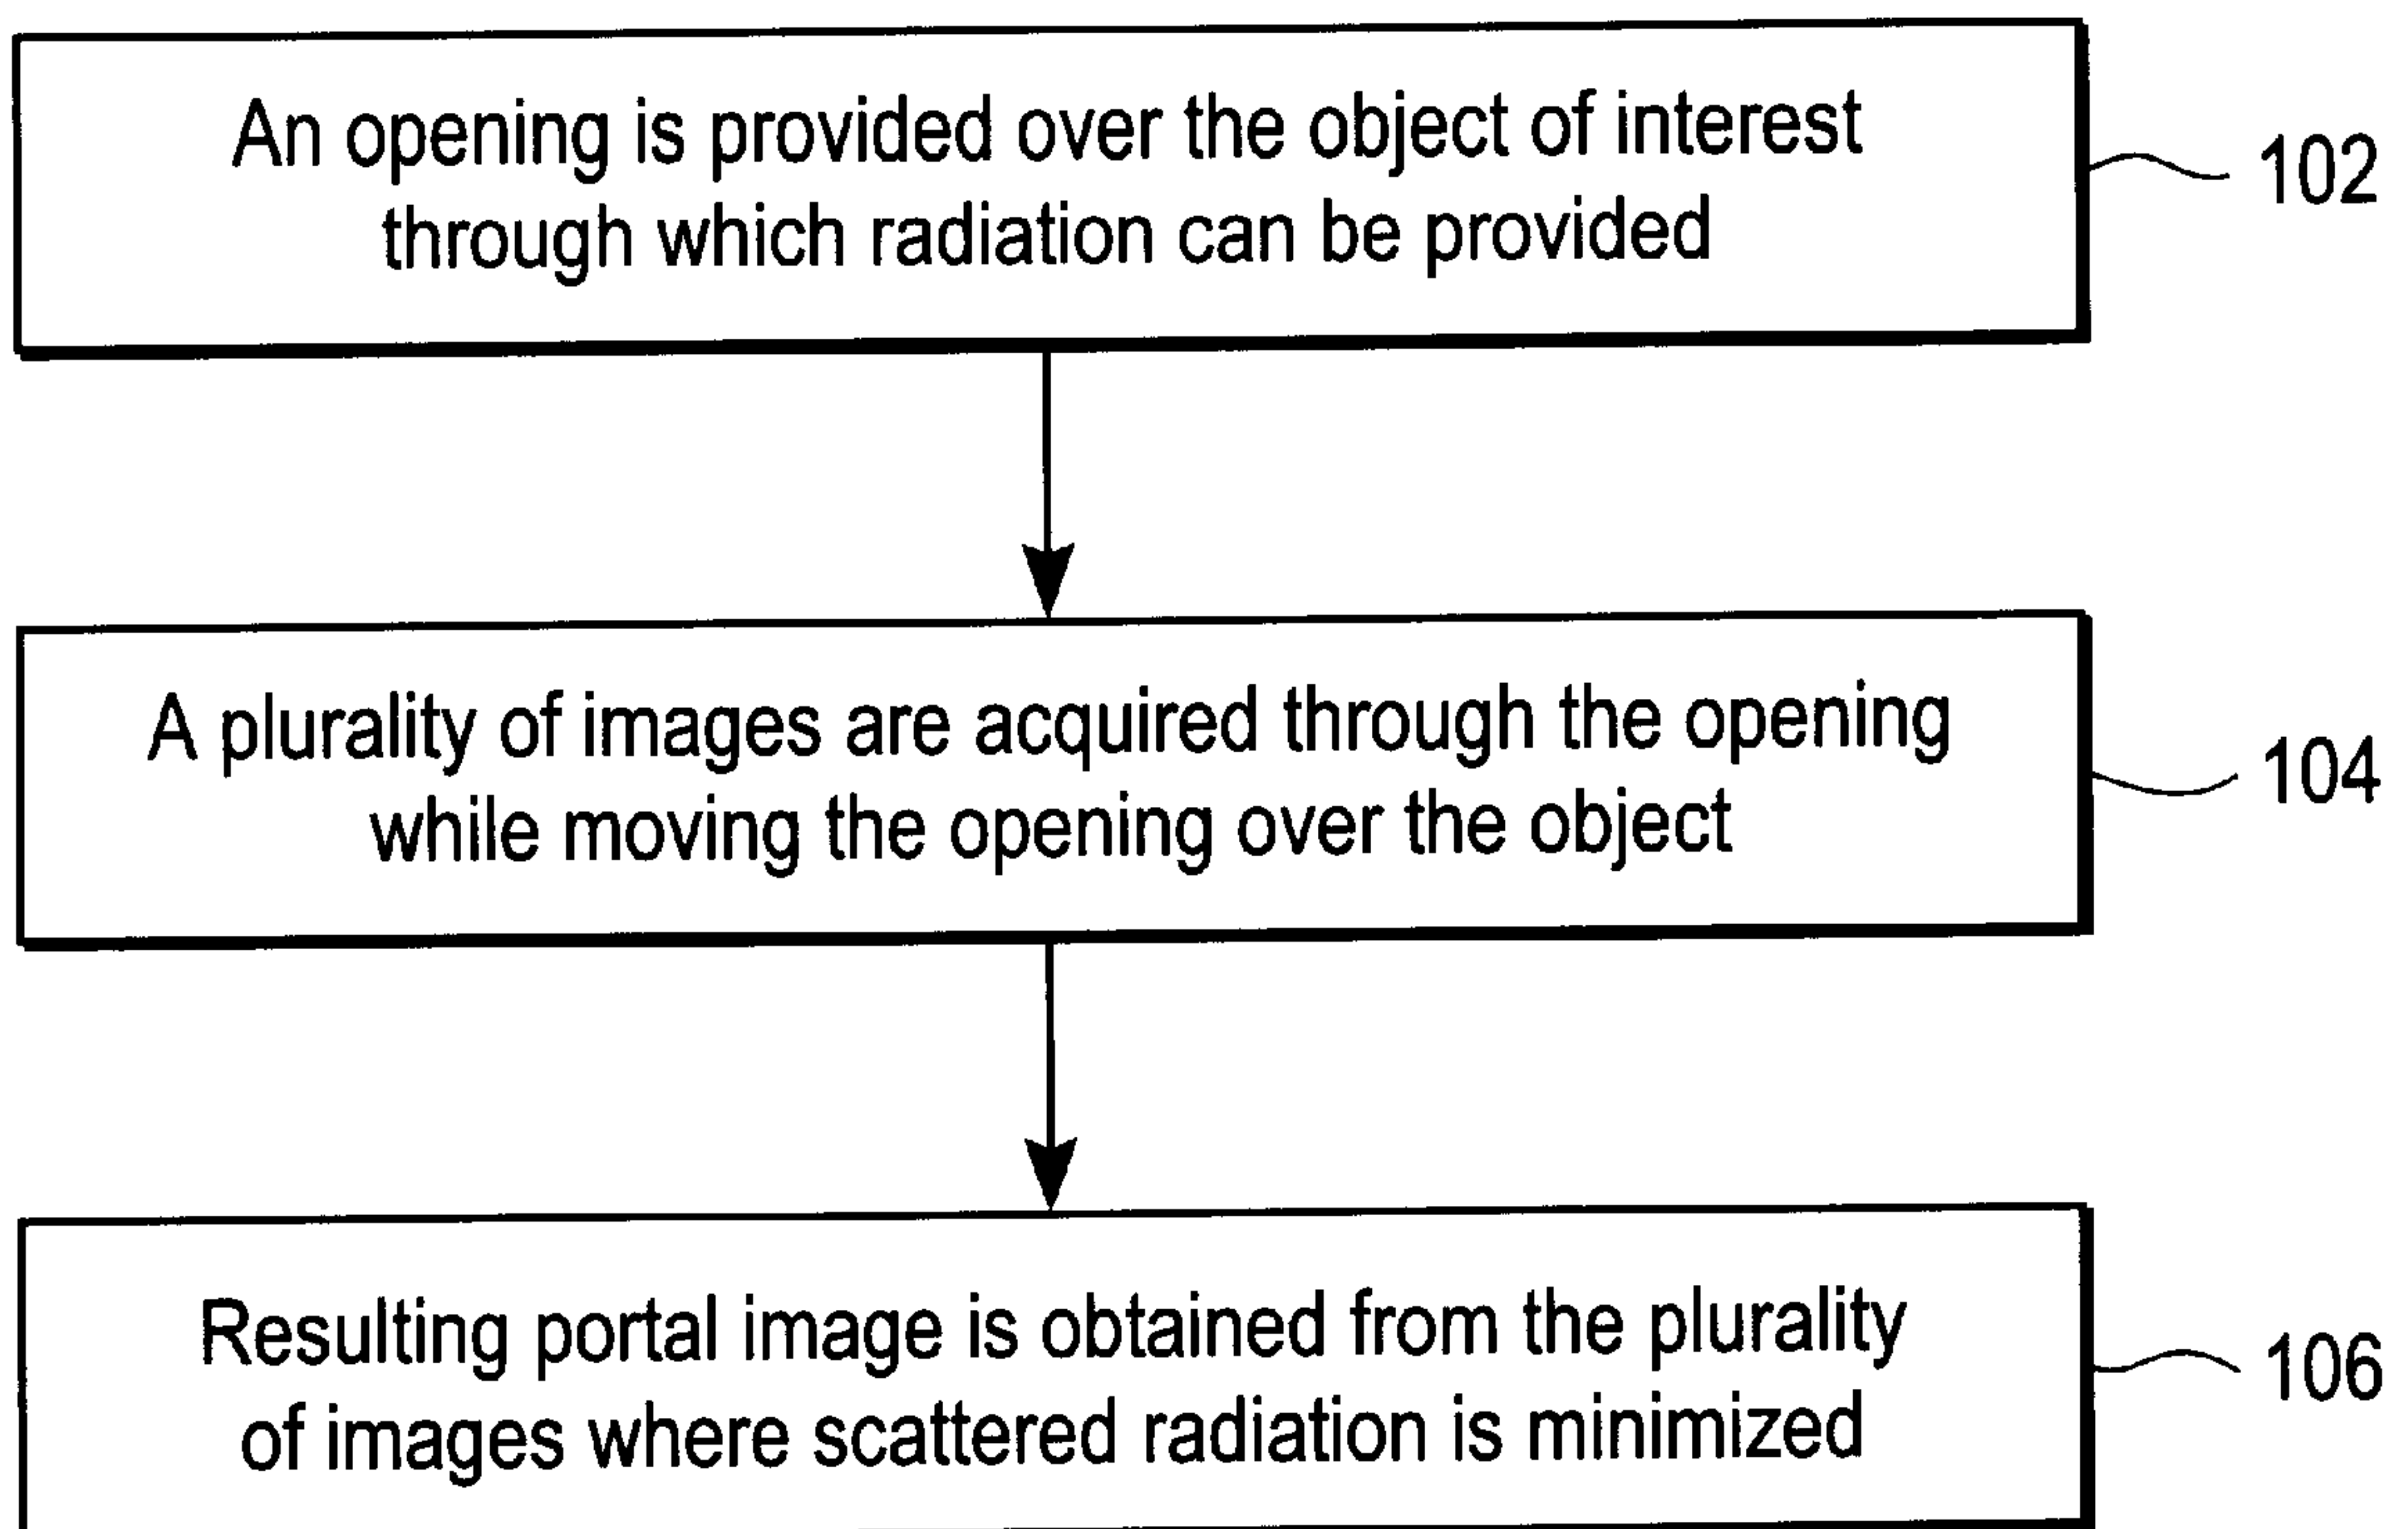 An opening is provided over the object of interest
through which radiation can be provided
102
A plurality of images are acquired through the opening
while moving the opening over the object
104
Resulting portal image is obtained from the plurality
of images where scattered radiation is minimized
106